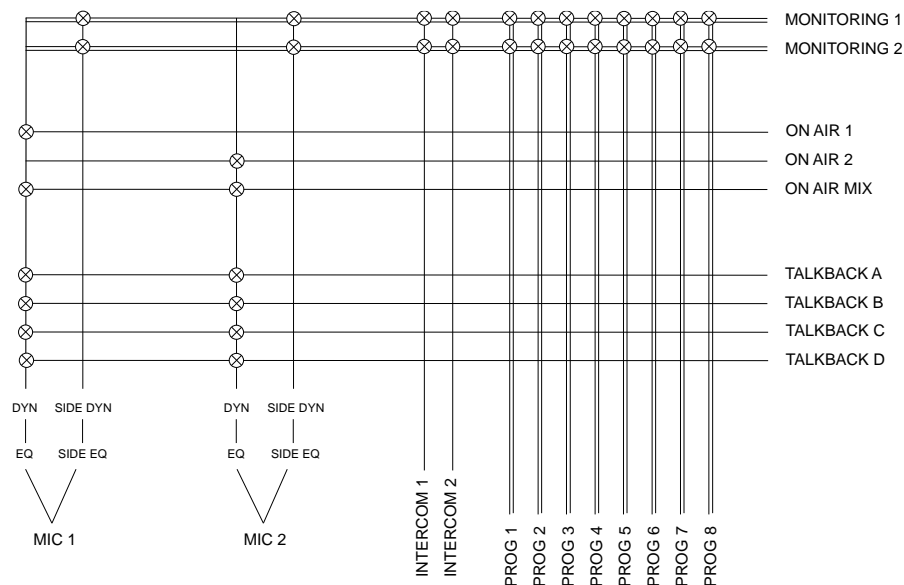 MONITORING 1
MONITORING 2
ON AIR 1
ON AIR 2
ON AIR MIX
TALKBACK A
TALKBACK B
TALKBACK C
TALKBACK D
DYN SIDE DYN DYN SIDE DYN
EQ SIDE EQ EQ SIDE EQ
MIC 1 MIC 2
INTERCOM 1
INTERCOM 2
PROG 1
PROG 2
PROG 3
PROG 4
PROG 5
PROG 6
PROG 7
PROG 8